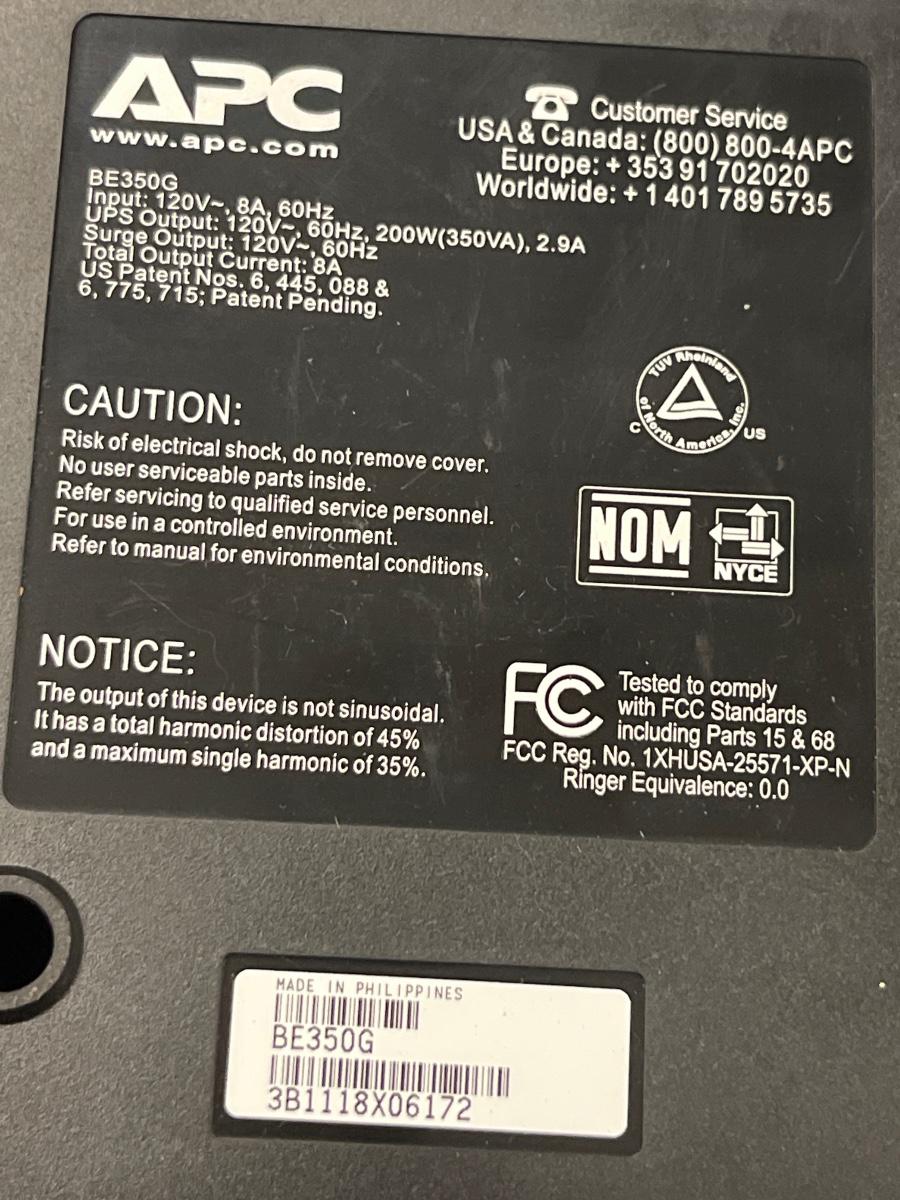 APC
www.apc.com
Customer Service
USA & Canada: (800) 800-4APC
Europe: + 353 91 702020
Worldwide: + 1 401 789 5735
BE350G
Input: 120V~, 8A, 60Hz
UPS Output: 120V~, 60Hz, 200W(350VA), 2.9A
Surge Output: 120V~, 60Hz
Total Output Current: 8A
US Patent Nos. 6, 445, 088 &
6, 775, 715; Patent Pending.
TUV Rheinland
of North America, Inc.
C US
CAUTION:
Risk of electrical shock, do not remove cover.
No user serviceable parts inside.
Refer servicing to qualified service personnel.
For use in a controlled environment.
Refer to manual for environmental conditions.
NOM
NYCE
NOTICE:
The output of this device is not sinusoidal.
It has a total harmonic distortion of 45%
and a maximum single harmonic of 35%.
FC
Tested to comply
with FCC Standards
including Parts 15 & 68
FCC Reg. No. 1XHUSA-25571-XP-N
Ringer Equivalence: 0.0
MADE IN PHILIPPINES
BE350G
3B1118X06172